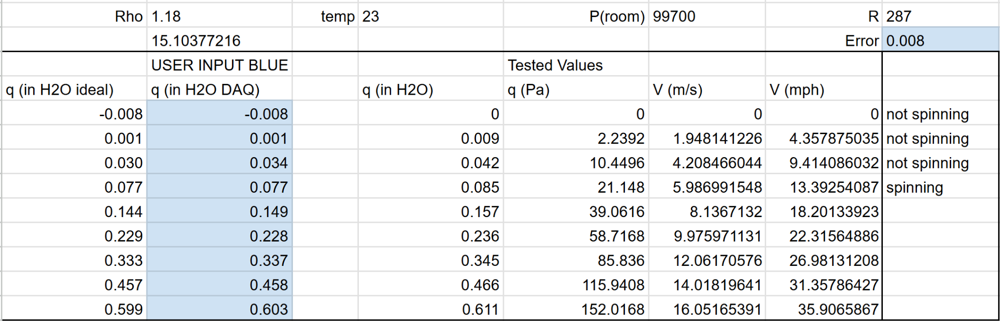 Rho 1.18 temp 23 P(room) 99700 R 287
15.10377216 Error 0.008
USER INPUT BLUE Tested Values
q (in H2O ideal) q (in H2O DAQ) q (in H2O) q (Pa) V (m/s) V (mph)
-0.008 -0.008 0 0 0 0 not spinning
0.001 0.001 0.009 2.2392 1.948141226 4.357875035 not spinning
0.030 0.034 0.042 10.4496 4.208466044 9.414086032 not spinning
0.077 0.077 0.085 21.148 5.986991548 13.39254087 spinning
0.144 0.149 0.157 39.0616 8.1367132 18.20133923
0.229 0.228 0.236 58.7168 9.975971131 22.31564886
0.333 0.337 0.345 85.836 12.06170576 26.98131208
0.457 0.458 0.466 115.9408 14.01819641 31.35786427
0.599 0.603 0.611 152.0168 16.05165391 35.9065867